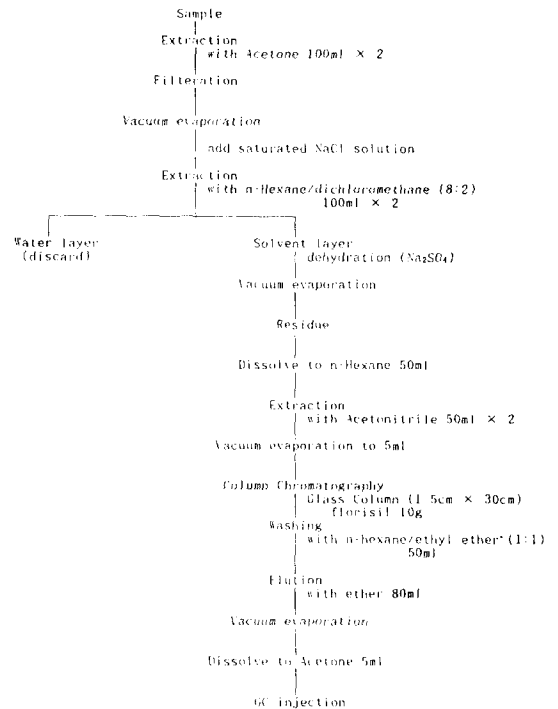 Sample
Extraction
with Acetone 100ml × 2
Filteration
Vacuum evaporation
add saturated NaCl solution
Extraction
with n-Hexane/dichloromethane (8:2)
100ml × 2
Water layer
(discard)
Solvent layer
dehydration (Na₂SO₄)
Vacuum evaporation
Residue
Dissolve to n-Hexane 50ml
Extraction
with Acetonitrile 50ml × 2
Vacuum evaporation to 5ml
Column Chromatography
Glass Column (1.5cm × 30cm)
florisil 10g
Washing
with n-hexane/ethyl ether (1:1)
50ml
Elution
with ether 80ml
Vacuum evaporation
Dissolve to Acetone 5ml
GC injection